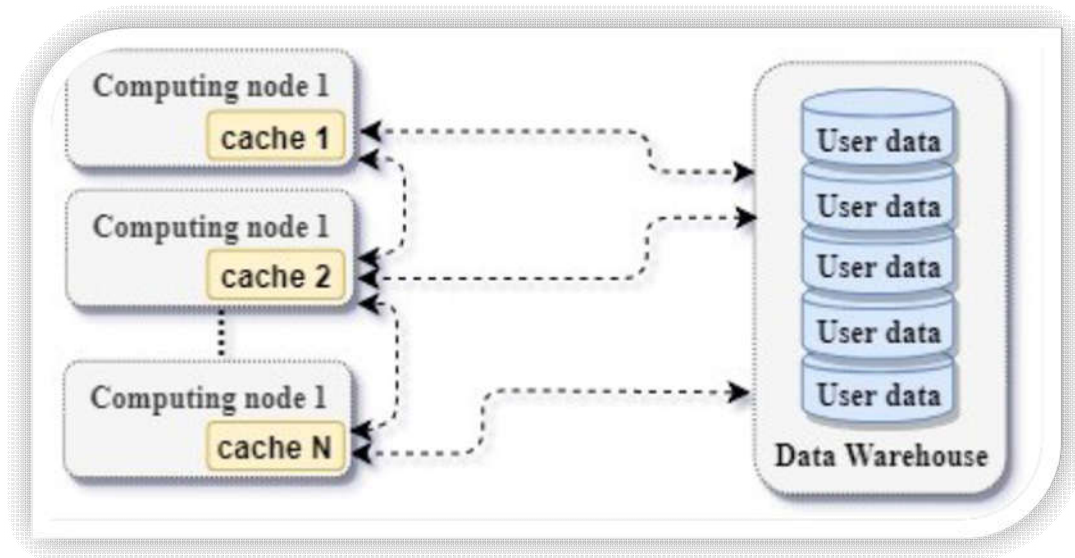 Computing node 1
cache 1
Computing node 1
cache 2
Computing node 1
cache N
User data
User data
User data
User data
User data
Data Warehouse